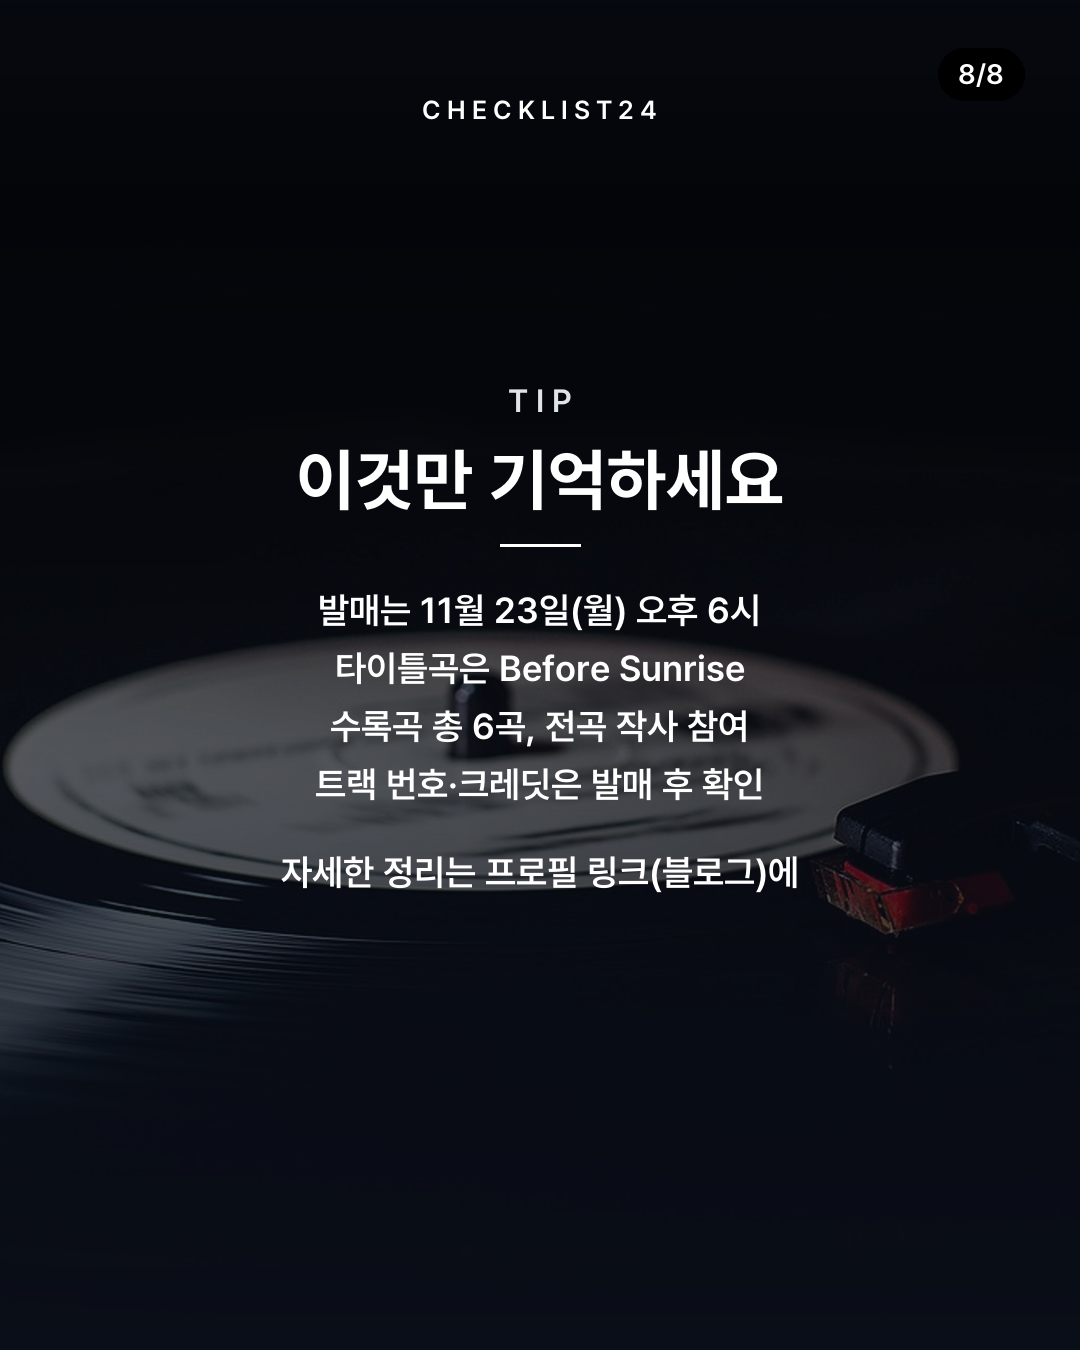 8/8
CHECKLIST24
TIP
이것만 기억하세요
발매는 11월 23일(월) 오후 6시
타이틀곡은 Before Sunrise
수록곡 총 6곡, 전곡 작사 참여
트랙 번호·크레딧은 발매 후 확인
자세한 정리는 프로필 링크(블로그)에